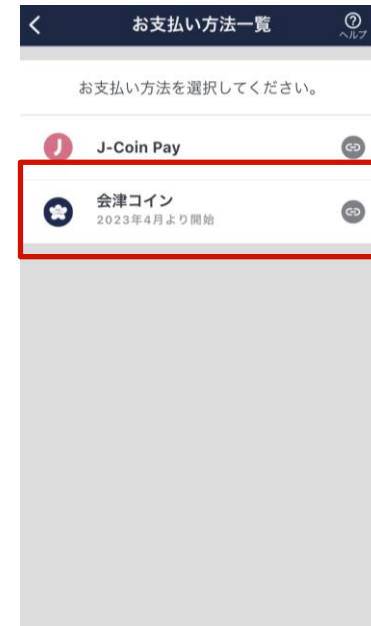 お支払い方法一覧
ヘルプ
お支払い方法を選択してください。
J
J-Coin Pay
会津コイン
2023年4月より開始